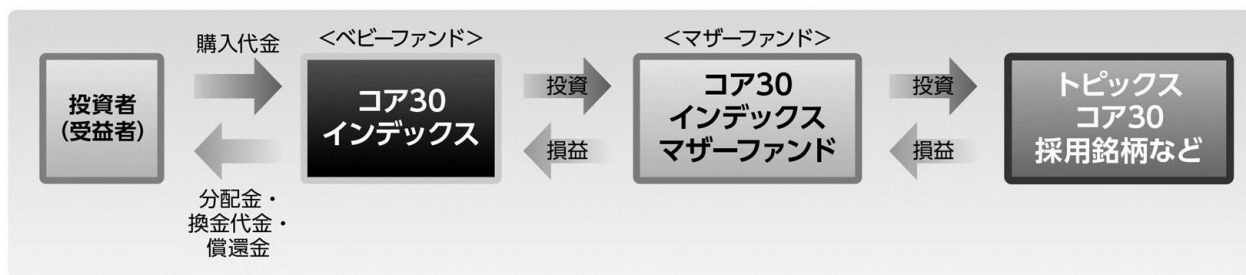 投資者
(受益者)
購入代金
分配金・
換金代金・
償還金
<ベビーファンド>
コア30
インデックス
投資
損益
<マザーファンド>
コア30
インデックス
マザーファンド
投資
損益
トピックス
コア30
採用銘柄など